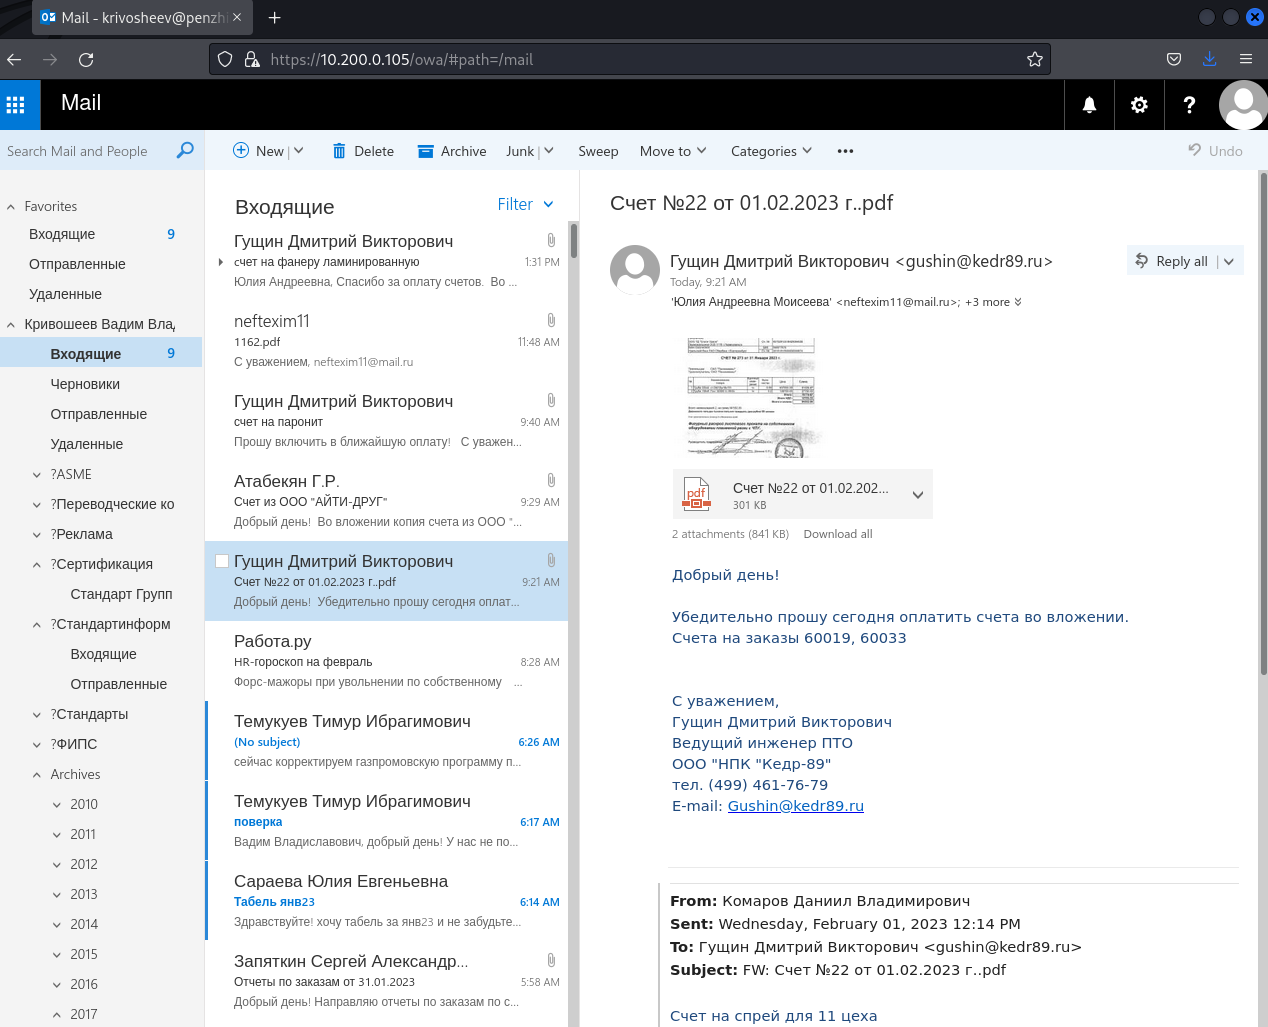 Mail - krivosheev@penzhi
https://10.200.0.105/owa/#path=/mail
Mail
Search Mail and People
New
Delete
Archive
Junk
Sweep
Move to
Categories
Undo
Favorites
Входящие 9
Отправленные
Удаленные
Кривошеев Вадим Вла
Входящие 9
Черновики
Отправленные
Удаленные
?ASME
?Переводческие ко
?Реклама
?Сертификация
Стандарт Групп
?Стандартинформ
Входящие
Отправленные
?Стандарты
?ФИПС
Archives
2010
2011
2012
2013
2014
2015
2016
2017
Входящие
Filter
Гущин Дмитрий Викторович
счет на фанеру ламинированную 1:31 PM
Юлия Андреевна, Спасибо за оплату счетов. Во ...
neftexim11
1162.pdf 11:48 AM
С уважением, neftexim11@mail.ru
Гущин Дмитрий Викторович
счет на паронит 9:40 AM
Прошу включить в ближайшую оплату! С уважен...
Атабекян Г.Р.
Счет из ООО "АЙТИ-ДРУГ" 9:29 AM
Добрый день! Во вложении копия счета из ООО "...
Гущин Дмитрий Викторович
Счет №22 от 01.02.2023 г..pdf 9:21 AM
Добрый день! Убедительно прошу сегодня оплат...
Работа.ру
HR-гороскоп на февраль 8:28 AM
Форс-мажоры при увольнении по собственному ...
Темукуев Тимур Ибрагимович
(No subject) 6:26 AM
сейчас корректируем газпромовскую программу п...
Темукуев Тимур Ибрагимович
поверка 6:17 AM
Вадим Владиславович, добрый день! У нас не по...
Сараева Юлия Евгеньевна
Табель янв23 6:14 AM
Здравствуйте! хочу табель за янв23 и не забудьте...
Запяткин Сергей Александр...
Отчеты по заказам от 31.01.2023 5:58 AM
Добрый день! Направляю отчеты по заказам по с...
Счет №22 от 01.02.2023 г..pdf
Гущин Дмитрий Викторович <gushin@kedr89.ru>
Reply all
Today, 9:21 AM
'Юлия Андреевна Моисеева' <neftexim11@mail.ru>; +3 more
СЧЕТ № 073 от 31 Января 2023 г.
pdf
Счет №22 от 01.02.202...
301 KB
2 attachments (841 KB) Download all
Добрый день!
Убедительно прошу сегодня оплатить счета во вложении.
Счета на заказы 60019, 60033
С уважением,
Гущин Дмитрий Викторович
Ведущий инженер ПТО
ООО "НПК "Кедр-89"
тел. (499) 461-76-79
E-mail: Gushin@kedr89.ru
From: Комаров Даниил Владимирович
Sent: Wednesday, February 01, 2023 12:14 PM
To: Гущин Дмитрий Викторович <gushin@kedr89.ru>
Subject: FW: Счет №22 от 01.02.2023 г..pdf
Счет на спрей для 11 цеха